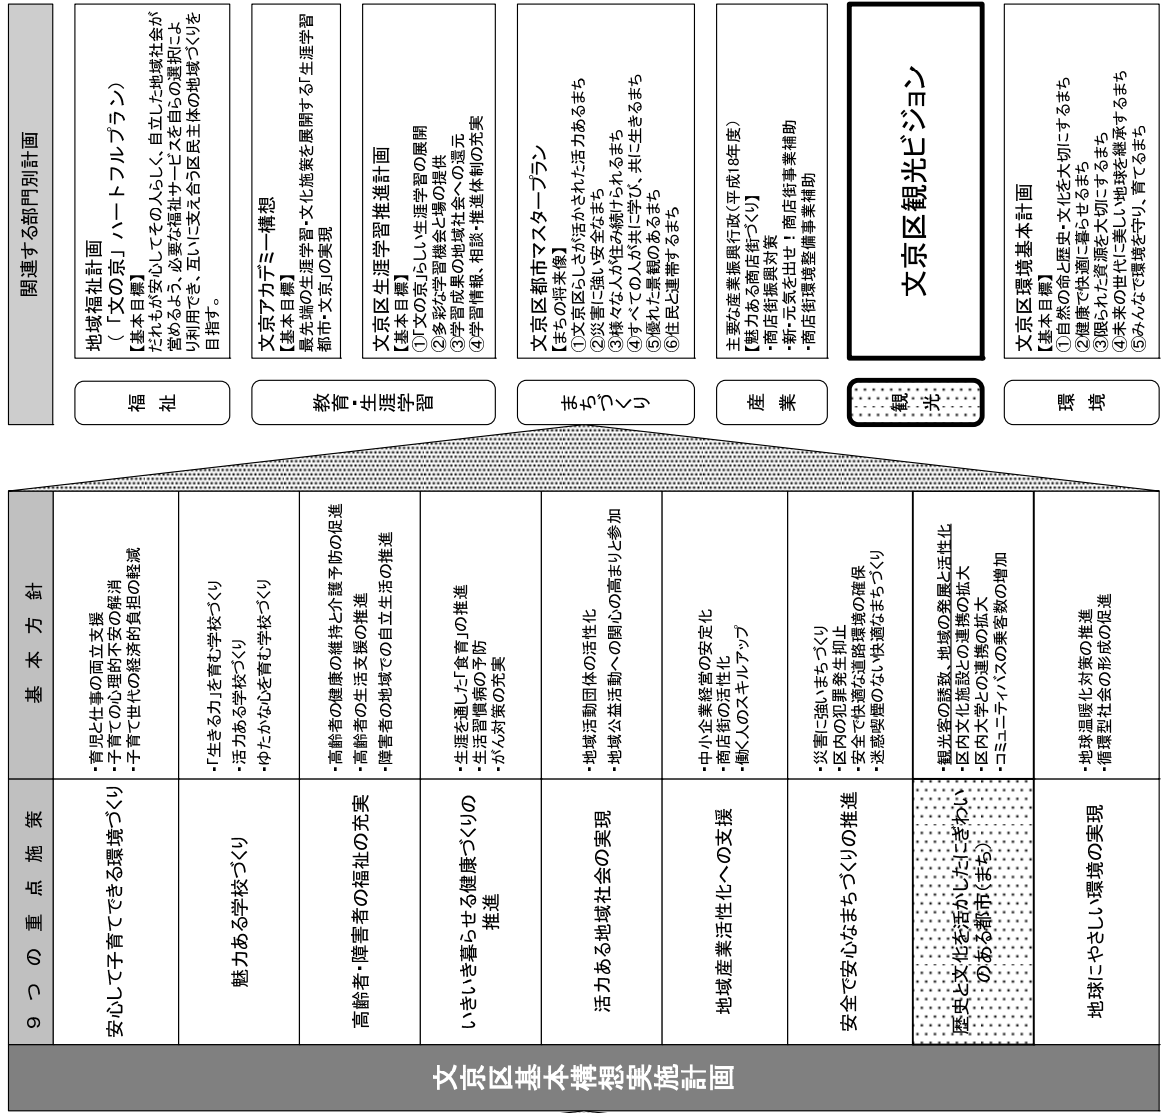 文京区基本構想実施計画
９つの重点施策
安心して子育てできる環境づくり
魅力ある学校づくり
高齢者・障害者の福祉の充実
いきいき暮らせる健康づくりの
推進
活力ある地域社会の実現
地域産業活性化への支援
安全で安心なまちづくりの推進
歴史と文化を活かしたにぎわい
のある都市（まち）
地球にやさしい環境の実現
基本方針
・育児と仕事の両立支援
・子育ての心理的不安の解消
・子育て世代の経済的負担の軽減
・「生きる力」を育む学校づくり
・活力ある学校づくり
・ゆたかな心を育む学校づくり
・高齢者の健康の維持と介護予防の促進
・高齢者の生活支援の推進
・障害者の地域での自立生活の推進
・生涯を通した「食育」の推進
・生活習慣病の予防
・がん対策の充実
・地域活動団体の活性化
・地域公益活動への関心の高まりと参加
・中小企業経営の安定化
・商店街の活性化
・働く人のスキルアップ
・災害に強いまちづくり
・区内の犯罪発生抑止
・安全で快適な道路環境の確保
・迷惑喫煙のない快適なまちづくり
・観光客の誘致、地域の発展と活性化
・区内文化施設との連携の拡大
・区内大学との連携の拡大
・コミュニティバスの乗客数の増加
・地球温暖化対策の推進
・循環型社会の形成の促進
関連する部門別計画
福祉
地域福祉計画
（「文の京」ハートフルプラン）
【基本目標】
だれもが安心してその人らしく、自立した地域社会が
営めるよう、必要な福祉サービスを自らの選択によ
り利用でき、互いに支え合う区民主体の地域づくりを
目指す。
教育・生涯学習
文京アカデミー構想
【基本目標】
最先端の生涯学習・文化施策を展開する「生涯学習
都市・文京」の実現
文京区生涯学習推進計画
【基本目標】
①「文の京」らしい生涯学習の展開
②多彩な学習機会と場の提供
③学習成果の地域社会への還元
④学習情報、相談・推進体制の充実
まちづくり
文京区都市マスタープラン
【まちの将来像】
①文京区らしさが活かされた活力あるまち
②災害に強い安全なまち
③様々な人が住み続けられるまち
④すべての人が共に学び、共に生きるまち
⑤優れた景観のあるまち
⑥住民と連帯するまち
産業
主要な産業振興行政（平成18年度）
【魅力ある商店街づくり】
・商店街振興対策
・新・元気を出せ！商店街事業補助
・商店街環境整備事業補助
観光
文京区観光ビジョン
環境
文京区環境基本計画
【基本目標】
①自然の命と歴史・文化を大切にするまち
②健康で快適に暮らせるまち
③限られた資源を大切にするまち
④未来の世代に美しい地球を継承するまち
⑤みんなで環境を守り、育てるまち